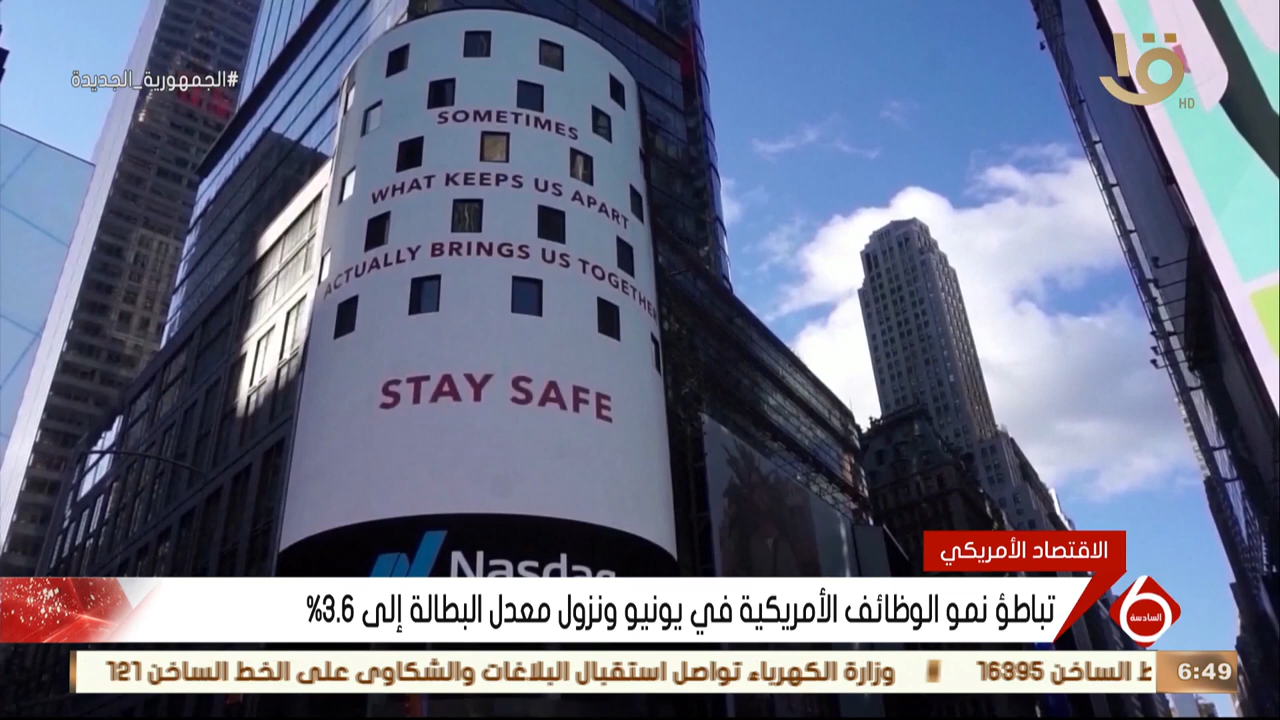 #الجمهورية_الجديدة
HD
SOMETIMES
WHAT KEEPS US APART
ACTUALLY BRINGS US TOGETHER
STAY SAFE
Nasdaq
الاقتصاد الأمريكي
السادسة
تباطؤ نمو الوظائف الأمريكية في يونيو ونزول معدل البطالة إلى 3.6%
6:49
ط الساخن 16395
وزارة الكهرباء تواصل استقبال البلاغات والشكاوى على الخط الساخن 121